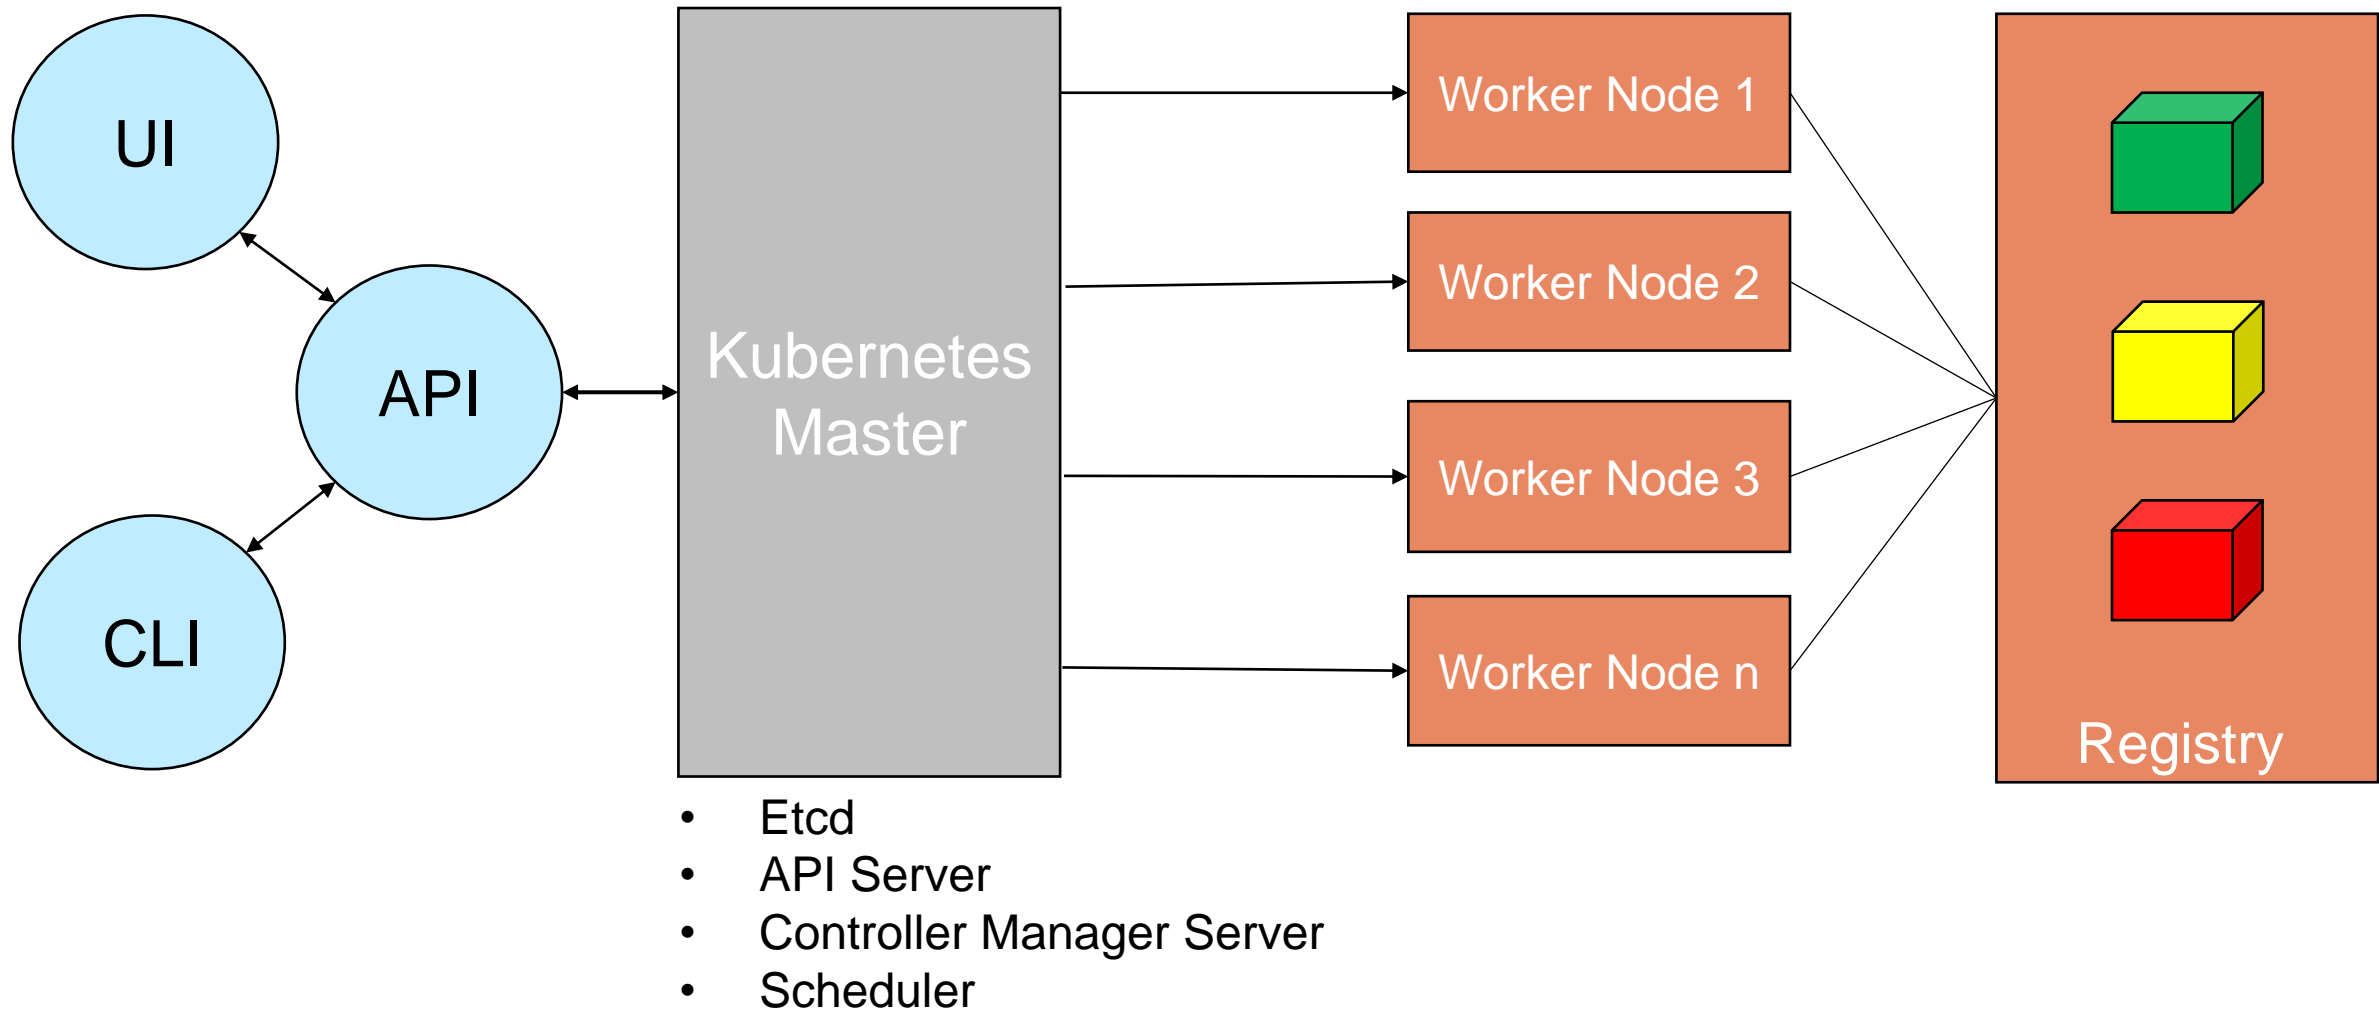 UI
API
CLI
Kubernetes
Master
Worker Node 1
Worker Node 2
Worker Node 3
Worker Node n
Registry
• Etcd
• API Server
• Controller Manager Server
• Scheduler